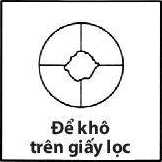 Để khô
trên giấy lọc